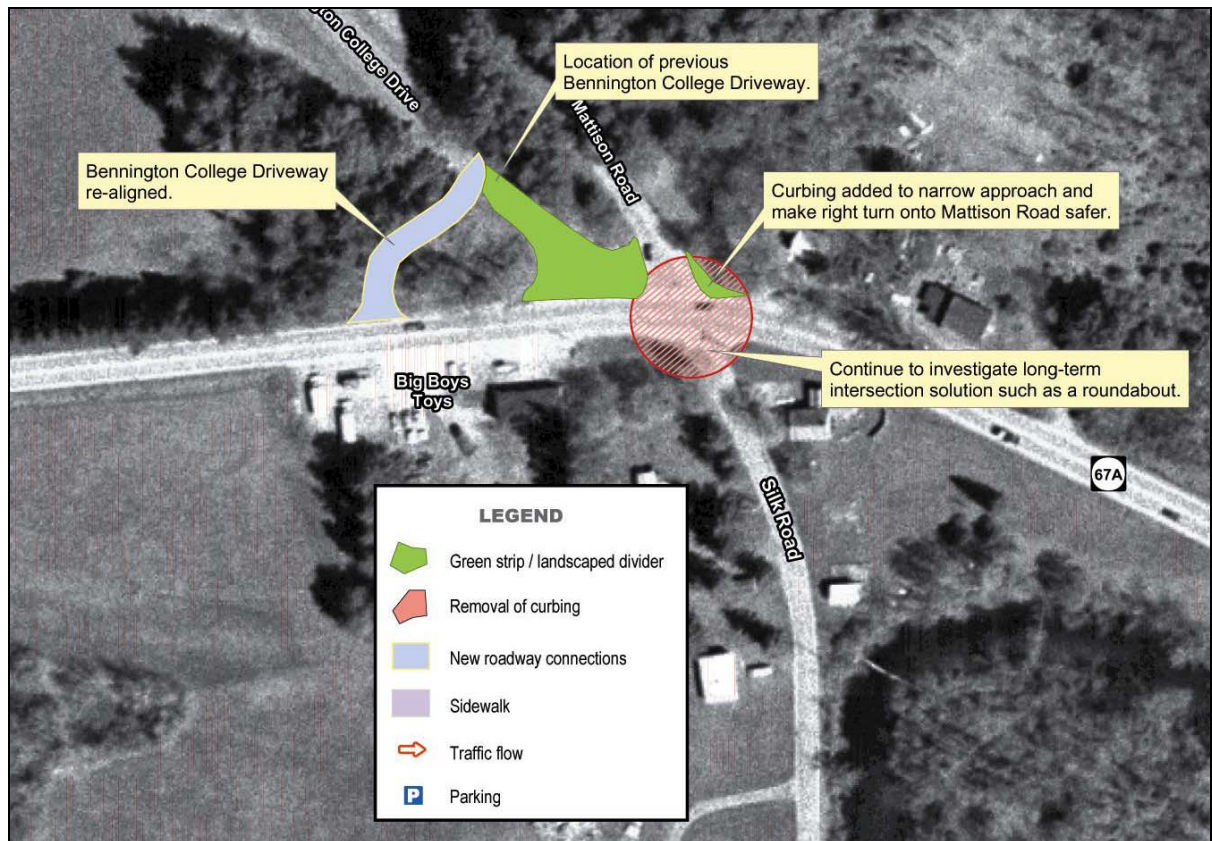 gton College Drive
Location of previous
Bennington College Driveway.
Mattison Road
Bennington College Driveway
re-aligned.
Curbing added to narrow approach and
make right turn onto Mattison Road safer.
Continue to investigate long-term
intersection solution such as a roundabout.
Big Boys
Toys
67A
Silk Road
LEGEND
Green strip / landscaped divider
Removal of curbing
New roadway connections
Sidewalk
Traffic flow
P
Parking